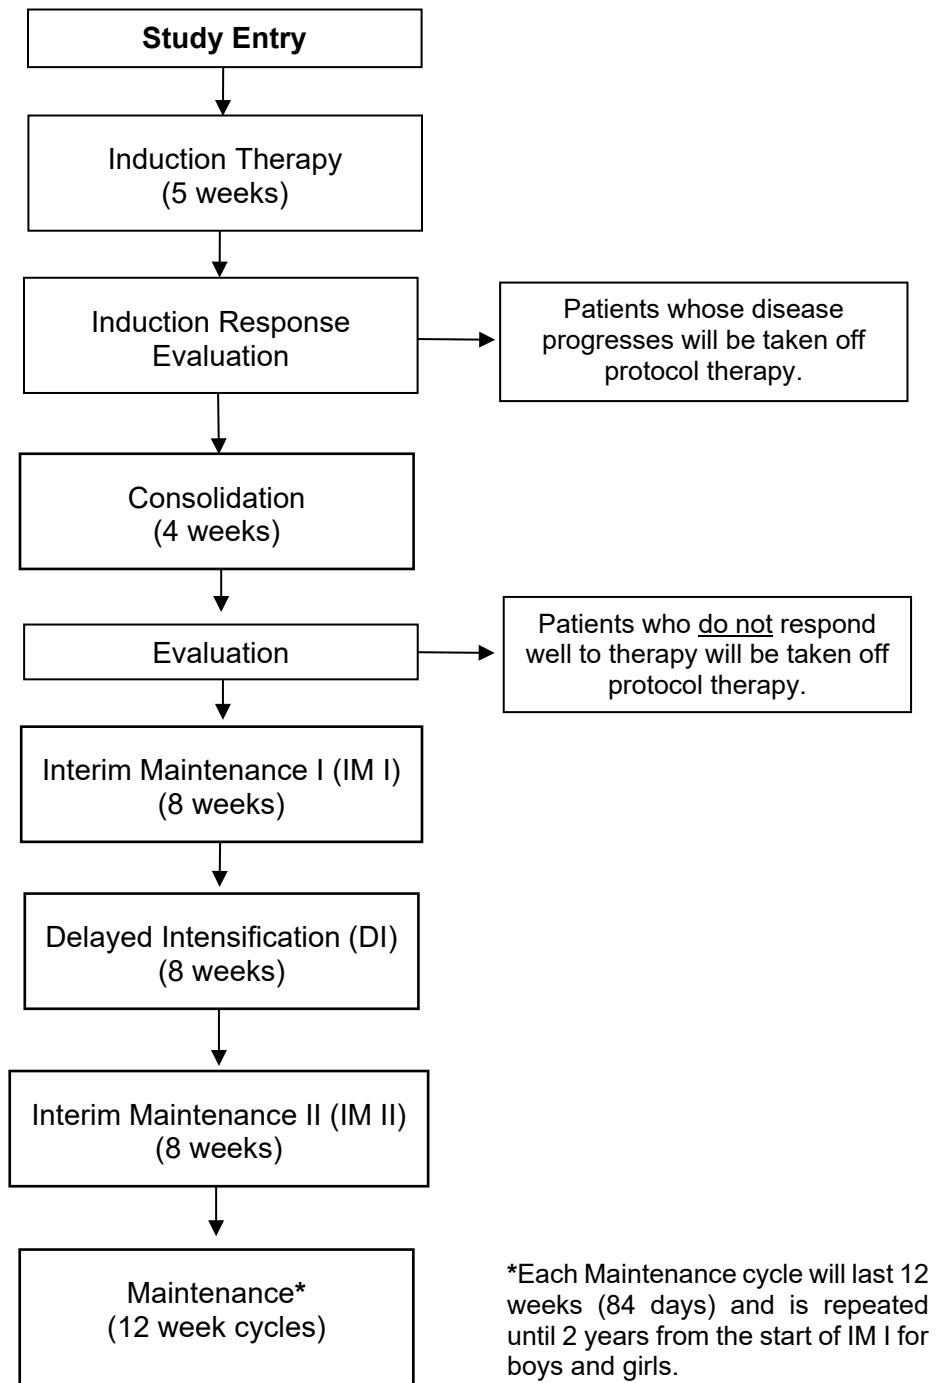 Study Entry
Induction Therapy
(5 weeks)
Induction Response
Evaluation
Patients whose disease
progresses will be taken off
protocol therapy.
Consolidation
(4 weeks)
Evaluation
Patients who do not respond
well to therapy will be taken off
protocol therapy.
Interim Maintenance I (IM I)
(8 weeks)
Delayed Intensification (DI)
(8 weeks)
Interim Maintenance II (IM II)
(8 weeks)
Maintenance*
(12 week cycles)
*Each Maintenance cycle will last 12
weeks (84 days) and is repeated
until 2 years from the start of IM I for
boys and girls.